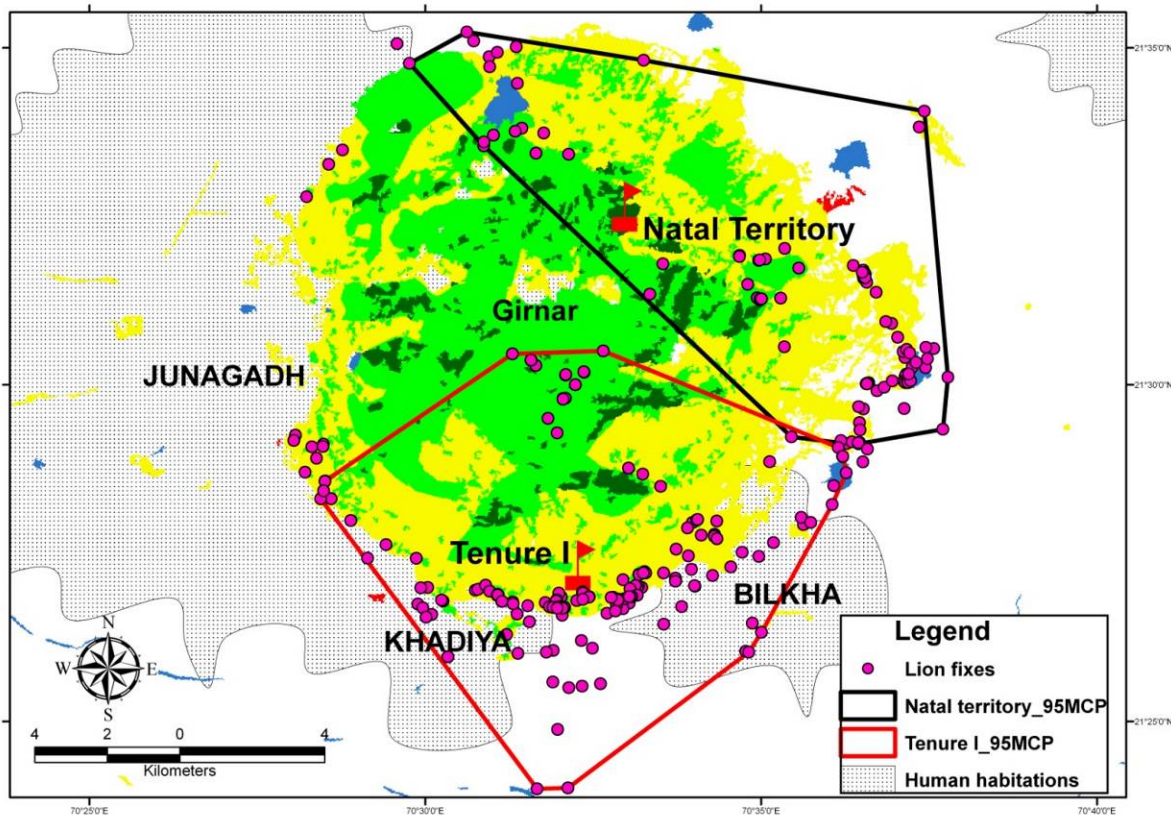 21°35'0"N
Natal Territory
Girnar
JUNAGADH
21°30'0"N
Tenure I
BILKHA
KHADIYA
N
W E
S
21°25'0"N
4 2 0 4
Kilometers
Legend
Lion fixes
Natal territory_95MCP
Tenure I_95MCP
Human habitations
70°25'0"E 70°30'0"E 70°35'0"E 70°40'0"E